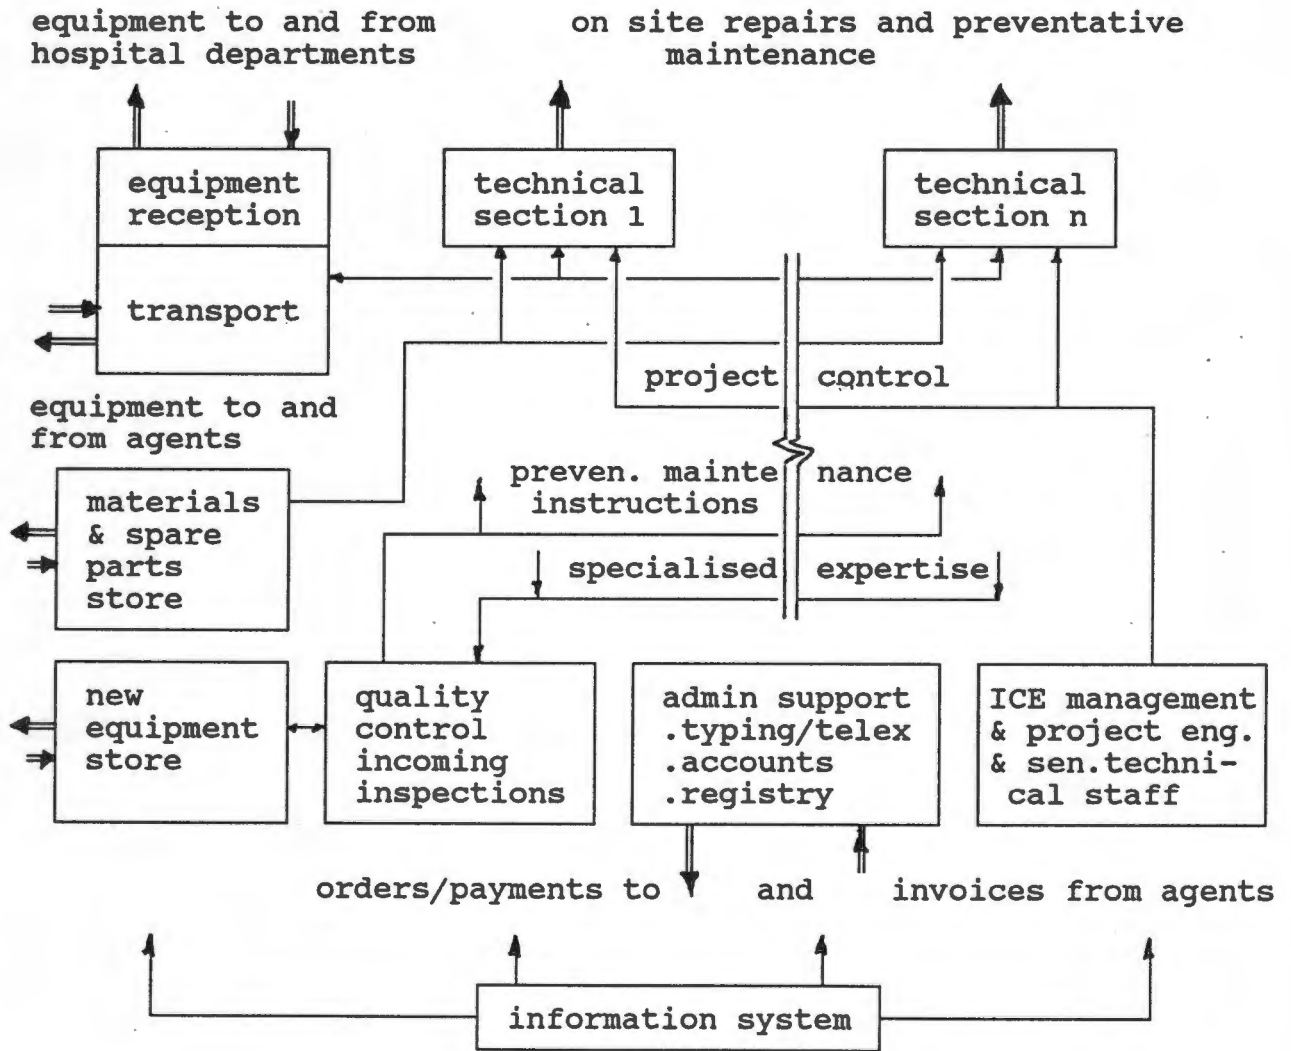 equipment to and from
hospital departments
on site repairs and preventative
maintenance
equipment
reception
technical
section 1
technical
section n
transport
project control
equipment to and
from agents
preven. mainte nance
instructions
materials
& spare
parts
store
specialised expertise
new
equipment
store
quality
control
incoming
inspections
admin support
.typing/telex
.accounts
.registry
ICE management
& project eng.
& sen.techni-
cal staff
orders/payments to and invoices from agents
information system